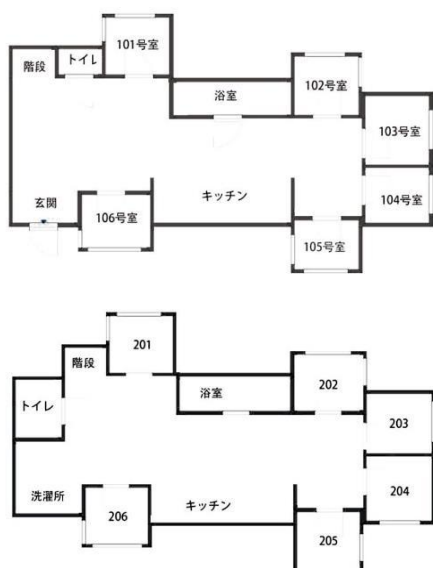 101号室
階段
トイレ
浴室
102号室
103号室
104号室
玄関
106号室
キッチン
105号室
201
階段
トイレ
浴室
202
203
204
洗濯所
206
キッチン
205